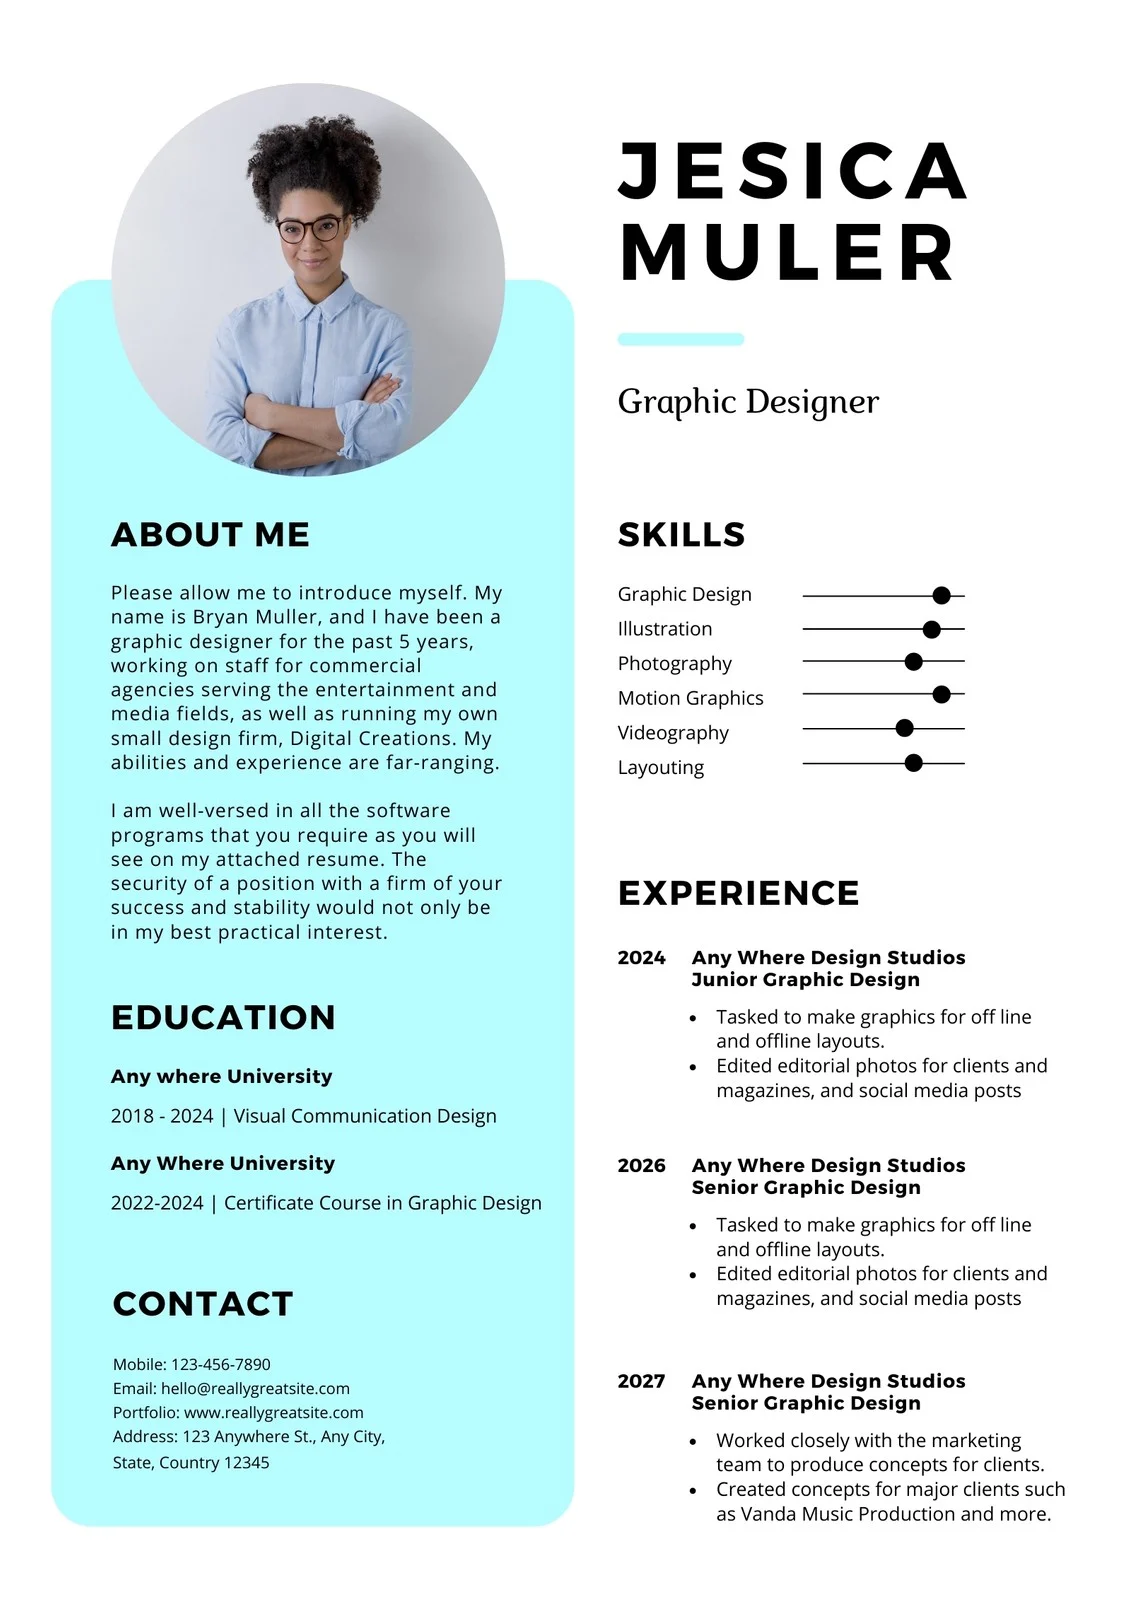 JESICA
MULER
Graphic Designer
ABOUT ME
Please allow me to introduce myself. My
name is Bryan Muller, and I have been a
graphic designer for the past 5 years,
working on staff for commercial
agencies serving the entertainment and
media fields, as well as running my own
small design firm, Digital Creations. My
abilities and experience are far-ranging.
I am well-versed in all the software
programs that you require as you will
see on my attached resume. The
security of a position with a firm of your
success and stability would not only be
in my best practical interest.
EDUCATION
Any where University
2018 - 2024 | Visual Communication Design
Any Where University
2022-2024 | Certificate Course in Graphic Design
CONTACT
Mobile: 123-456-7890
Email: hello@reallygreatsite.com
Portfolio: www.reallygreatsite.com
Address: 123 Anywhere St., Any City,
State, Country 12345
SKILLS
Graphic Design
Illustration
Photography
Motion Graphics
Videography
Layouting
EXPERIENCE
2024 Any Where Design Studios
Junior Graphic Design
• Tasked to make graphics for off line
and offline layouts.
• Edited editorial photos for clients and
magazines, and social media posts
2026 Any Where Design Studios
Senior Graphic Design
• Tasked to make graphics for off line
and offline layouts.
• Edited editorial photos for clients and
magazines, and social media posts
2027 Any Where Design Studios
Senior Graphic Design
• Worked closely with the marketing
team to produce concepts for clients.
• Created concepts for major clients such
as Vanda Music Production and more.